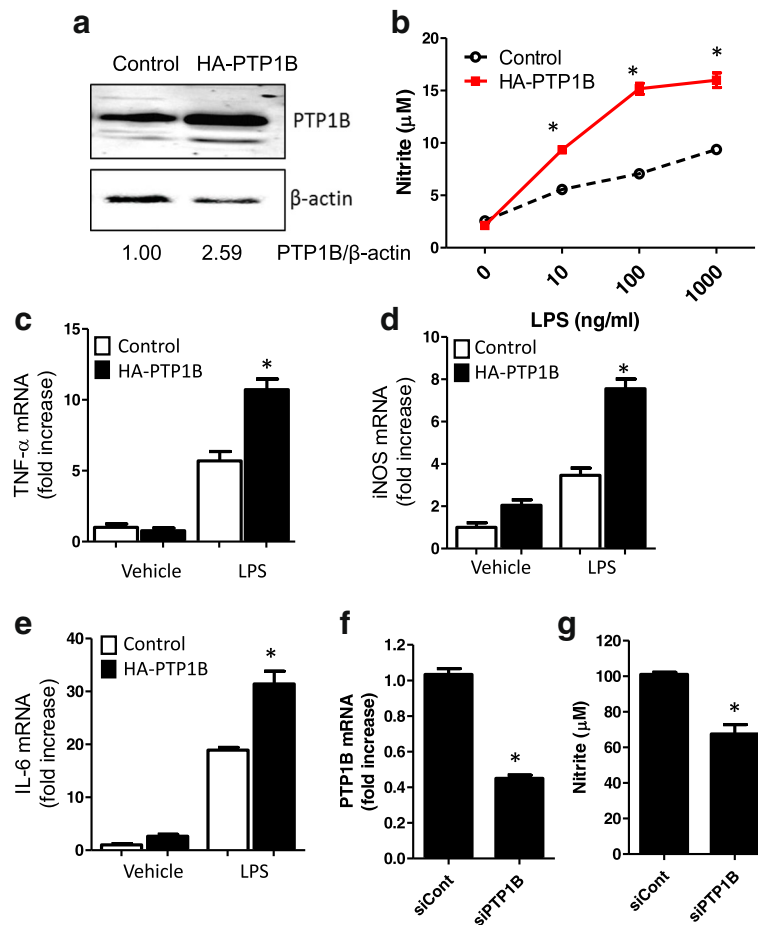 a
Control HA-PTP1B
PTP1B
β-actin
1.00 2.59 PTP1B/β-actin
b
Control
HA-PTP1B
Nitrite (μM)
20
15
10
5
0
* * *
0 10 100 1000
LPS (ng/ml)
c
Control
HA-PTP1B
TNF-α mRNA
(fold increase)
15
10
5
0
*
Vehicle LPS
d
Control
HA-PTP1B
iNOS mRNA
(fold increase)
8
6
4
2
0
*
Vehicle LPS
e
Control
HA-PTP1B
IL-6 mRNA
(fold increase)
40
30
20
10
0
*
Vehicle LPS
f
PTP1B mRNA
(fold increase)
1.2
1.0
0.8
0.6
0.4
0.2
0.0
*
siCont siPTP1B
g
Nitrite (μM)
120
100
80
60
40
20
0
*
siCont siPTP1B